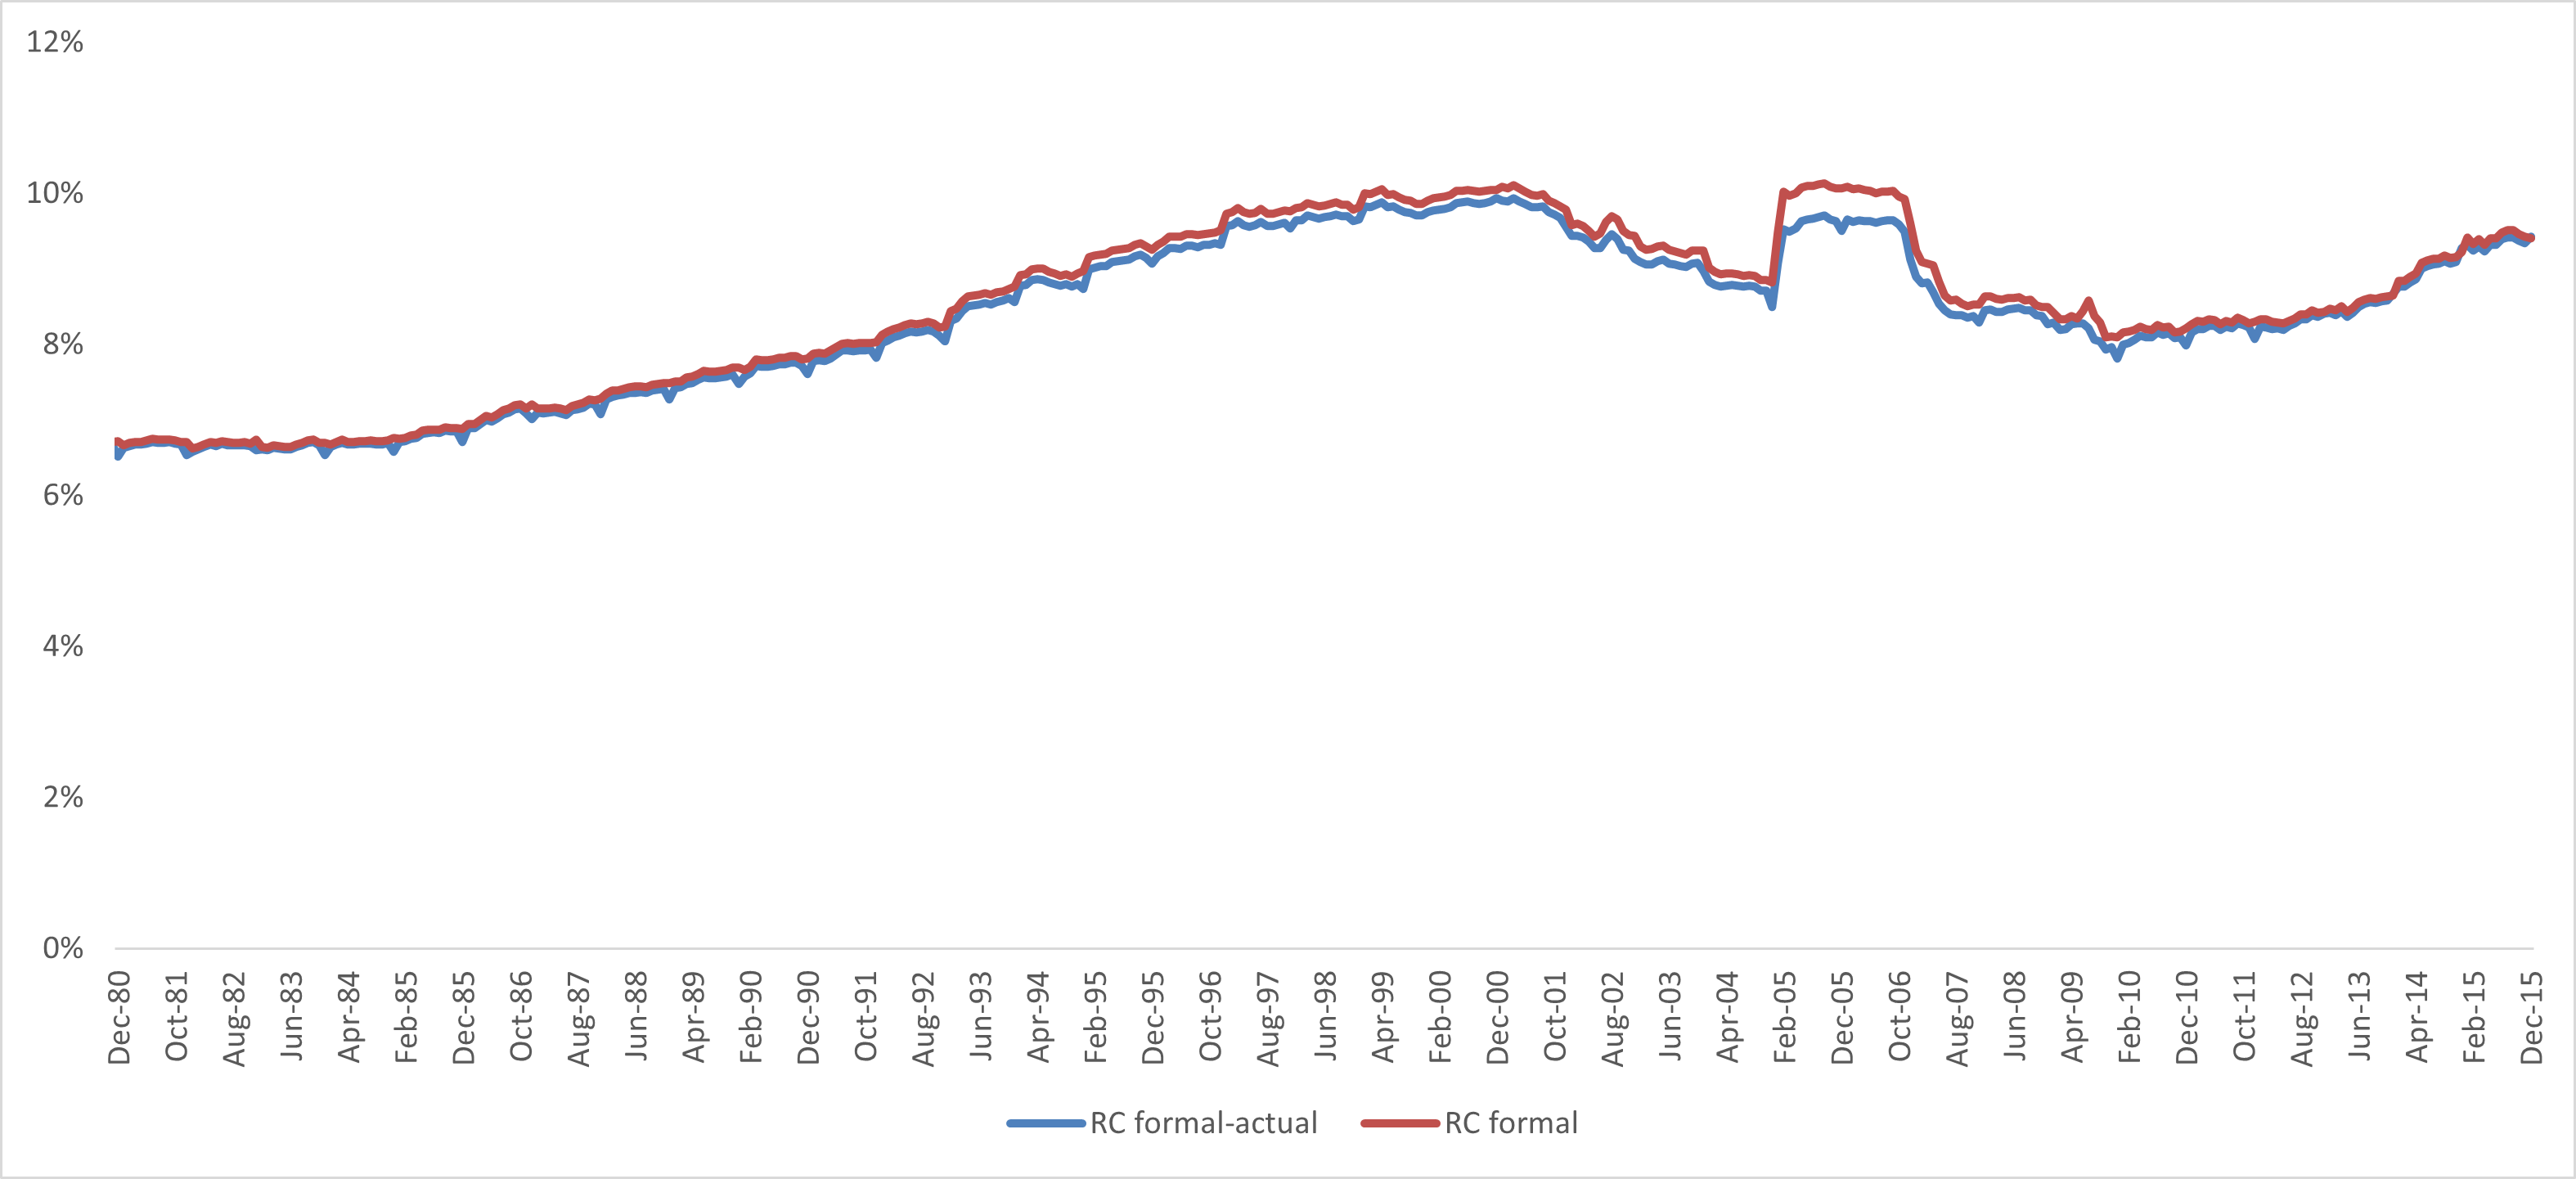 12%
10%
8%
6%
4%
2%
0%
Dec-80
Oct-81
Aug-82
Jun-83
Apr-84
Feb-85
Dec-85
Oct-86
Aug-87
Jun-88
Apr-89
Feb-90
Dec-90
Oct-91
Aug-92
Jun-93
Apr-94
Feb-95
Dec-95
Oct-96
Aug-97
Jun-98
Apr-99
Feb-00
Dec-00
Oct-01
Aug-02
Jun-03
Apr-04
Feb-05
Dec-05
Oct-06
Aug-07
Jun-08
Apr-09
Feb-10
Dec-10
Oct-11
Aug-12
Jun-13
Apr-14
Feb-15
Dec-15
RC formal-actual
RC formal